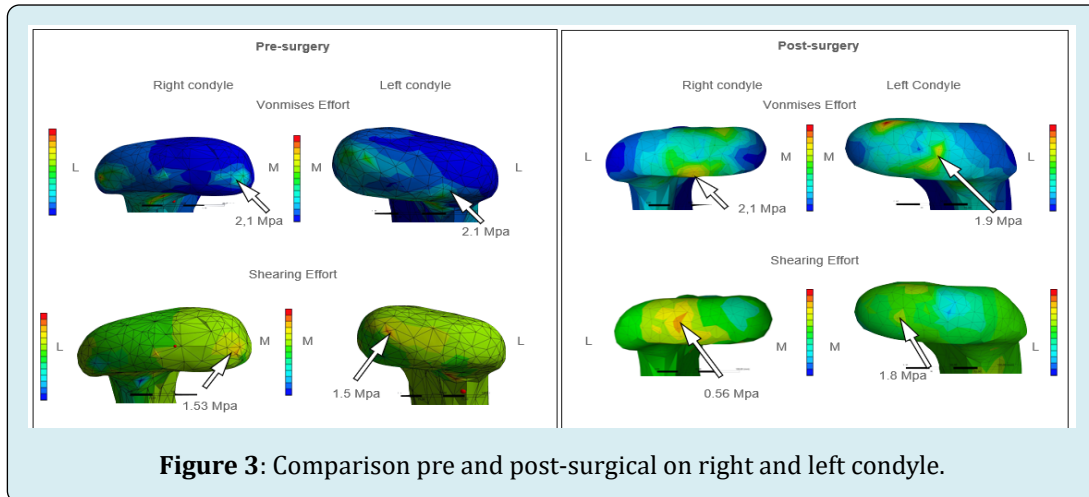 Pre-surgery
Right condyle
Left condyle
Vonmises Effort
L
M
M
L
2,1 Mpa
2.1 Mpa
Shearing Effort
L
M
M
L
1.53 Mpa
1.5 Mpa
Post-surgery
Right condyle
Left Condyle
Vonmises Effort
L
M
M
L
2,1 Mpa
1.9 Mpa
Shearing Effort
L
M
M
L
0.56 Mpa
1.8 Mpa
Figure 3: Comparison pre and post-surgical on right and left condyle.